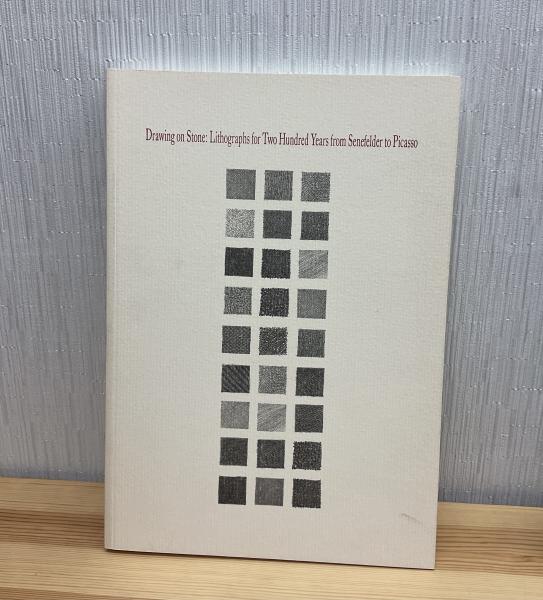 Drawing on Stone: Lithographs for Two Hundred Years from Senefelder to Picasso